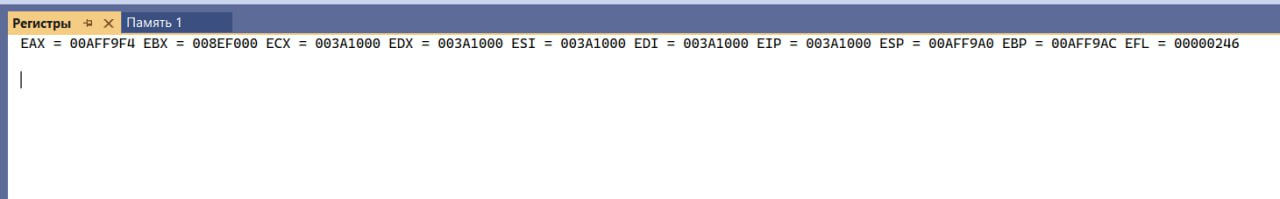 Регистры Память 1
EAX = 00AFF9F4 EBX = 008EF000 ECX = 003A1000 EDX = 003A1000 ESI = 003A1000 EDI = 003A1000 EIP = 003A1000 ESP = 00AFF9A0 EBP = 00AFF9AC EFL = 00000246